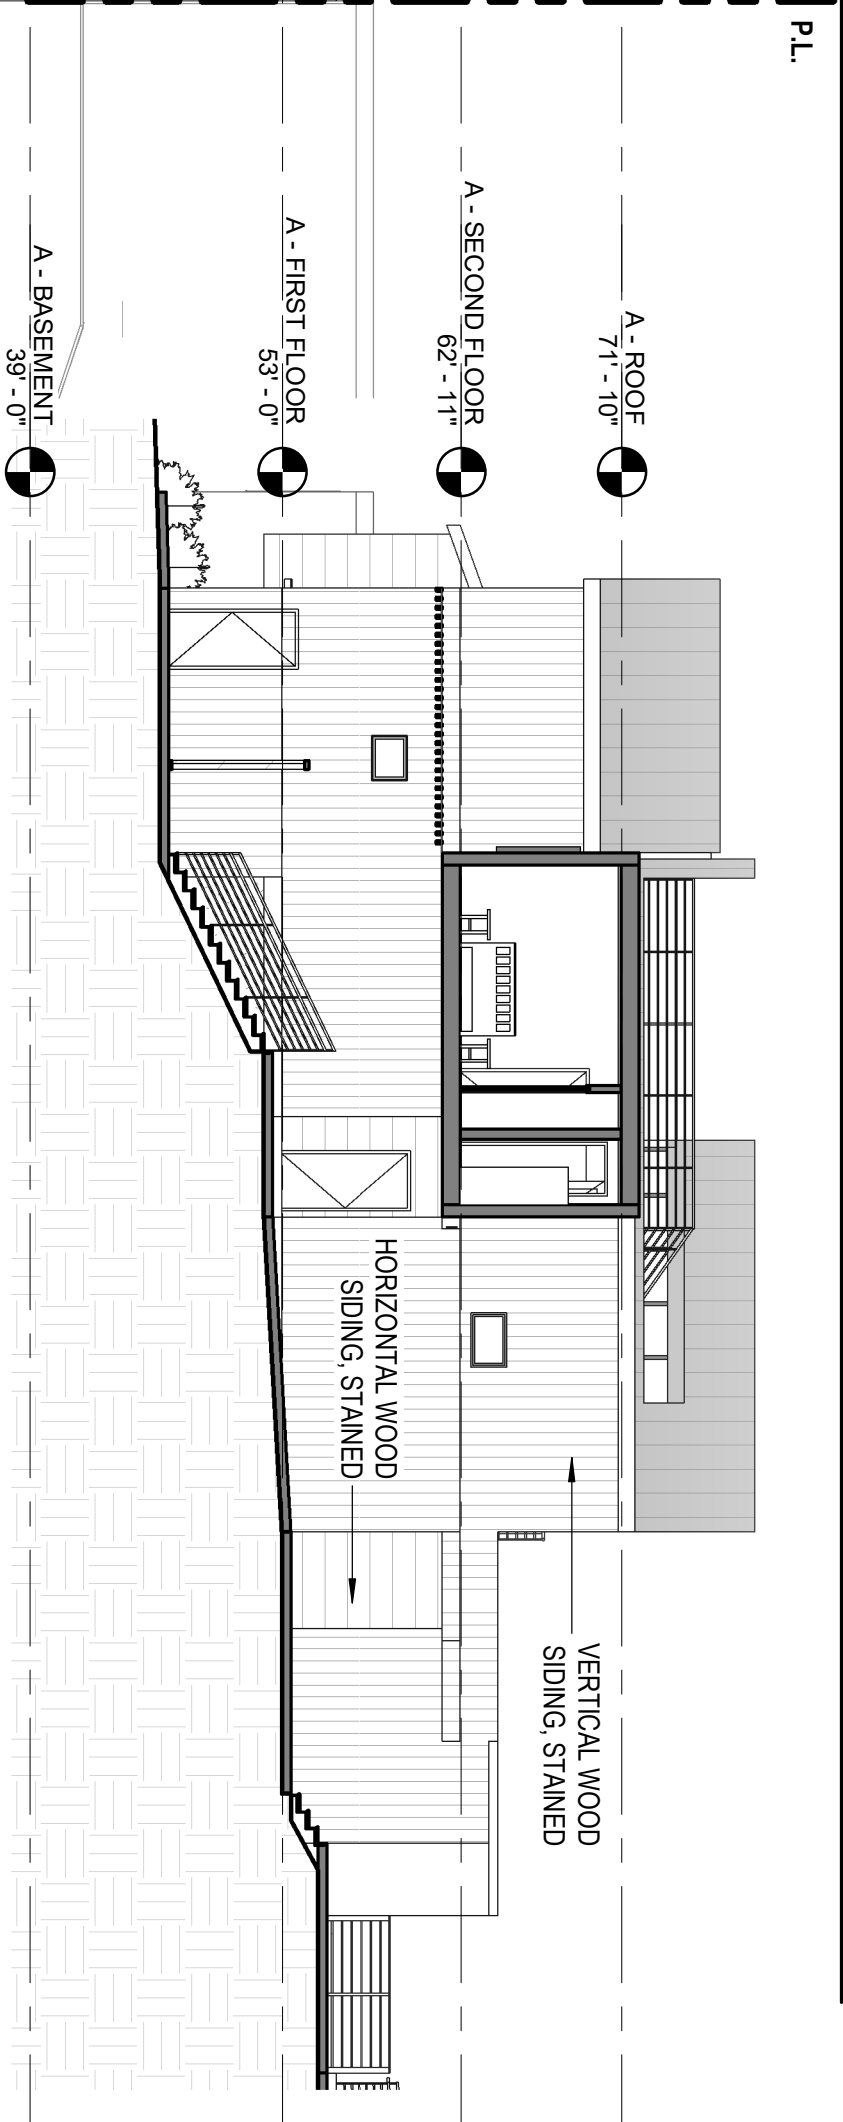 P.L.
A - ROOF
71' - 10"
A - SECOND FLOOR
62' - 11"
A - FIRST FLOOR
53' - 0"
A - BASEMENT
39' - 0"
VERTICAL WOOD
SIDING, STAINED
HORIZONTAL WOOD
SIDING, STAINED